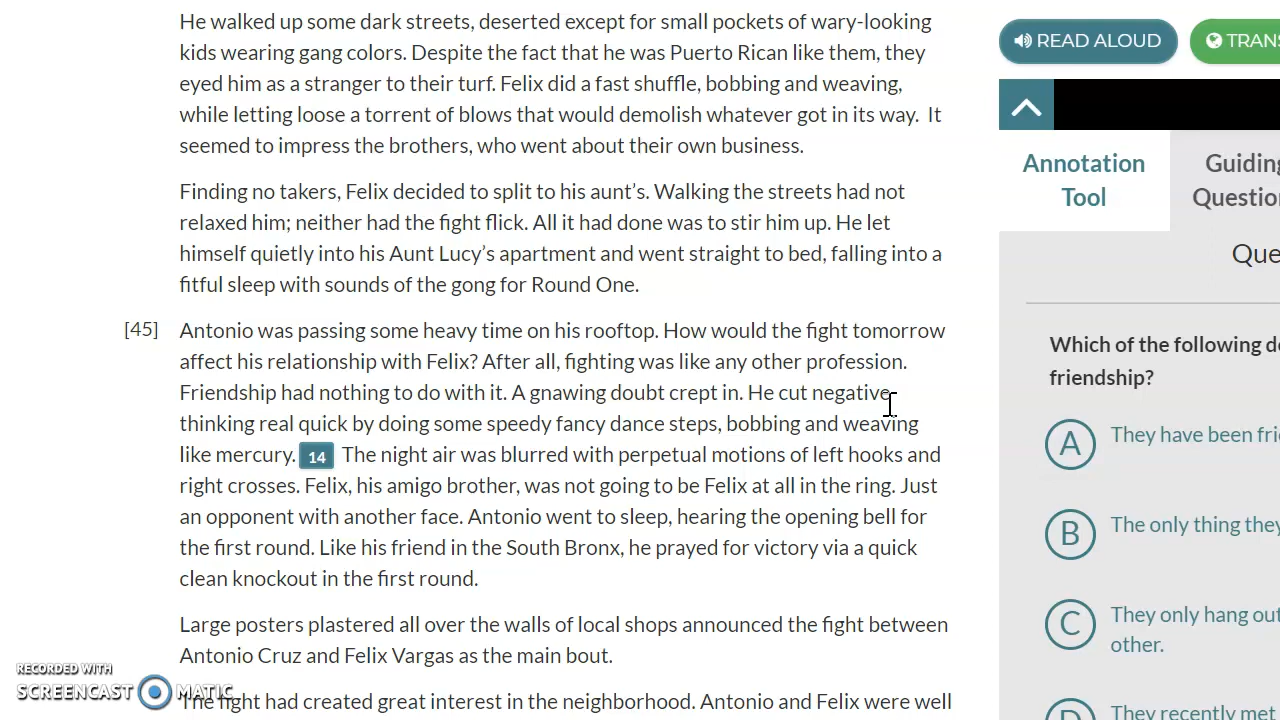 He walked up some dark streets, deserted except for small pockets of wary-looking
kids wearing gang colors. Despite the fact that he was Puerto Rican like them, they
eyed him as a stranger to their turf. Felix did a fast shuffle, bobbing and weaving,
while letting loose a torrent of blows that would demolish whatever got in its way. It
seemed to impress the brothers, who went about their own business.
Finding no takers, Felix decided to split to his aunt's. Walking the streets had not
relaxed him; neither had the fight flick. All it had done was to stir him up. He let
himself quietly into his Aunt Lucy's apartment and went straight to bed, falling into a
fitful sleep with sounds of the gong for Round One.
[45] Antonio was passing some heavy time on his rooftop. How would the fight tomorrow
affect his relationship with Felix? After all, fighting was like any other profession.
Friendship had nothing to do with it. A gnawing doubt crept in. He cut negative
thinking real quick by doing some speedy fancy dance steps, bobbing and weaving
like mercury. 14 The night air was blurred with perpetual motions of left hooks and
right crosses. Felix, his amigo brother, was not going to be Felix at all in the ring. Just
an opponent with another face. Antonio went to sleep, hearing the opening bell for
the first round. Like his friend in the South Bronx, he prayed for victory via a quick
clean knockout in the first round.
Large posters plastered all over the walls of local shops announced the fight between
Antonio Cruz and Felix Vargas as the main bout.
The fight had created great interest in the neighborhood. Antonio and Felix were well
RECORDED WITH
SCREENCAST MATIC
READ ALOUD
TRANS
Annotation
Tool
Guiding
Questio
Que
Which of the following d
friendship?
A They have been frie
B The only thing they
C They only hang out
other.
D They recently met